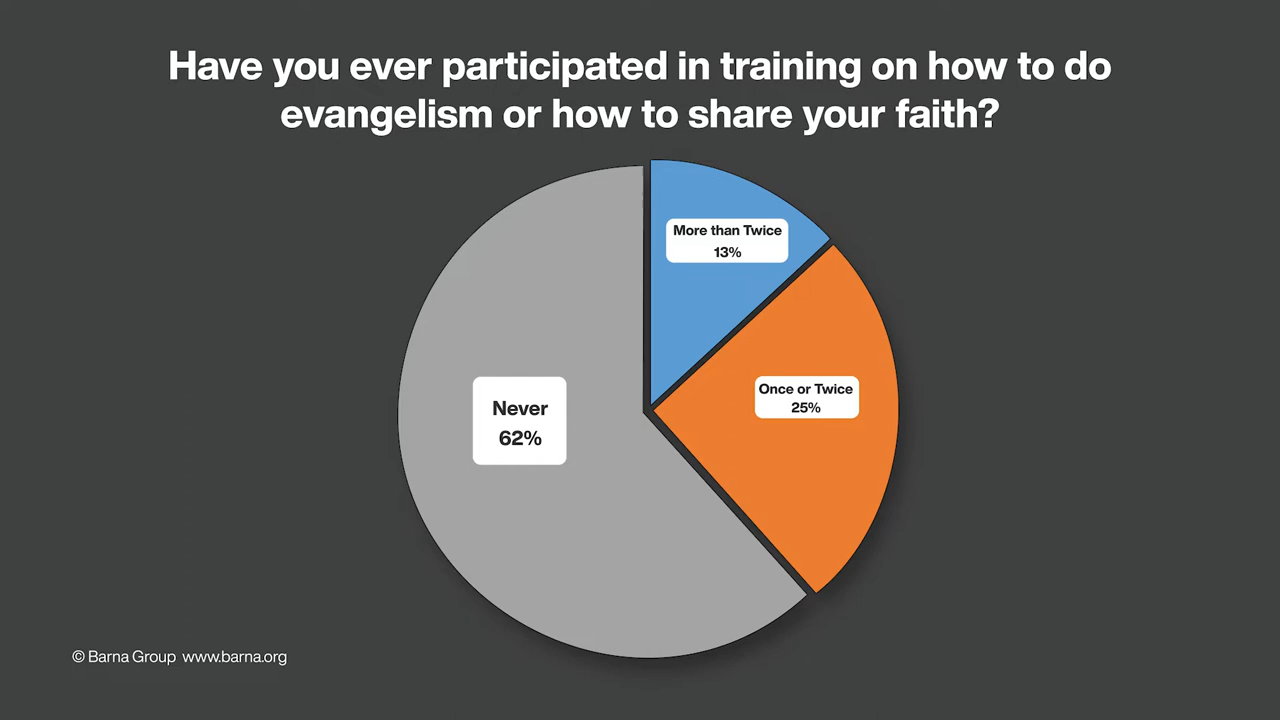 Have you ever participated in training on how to do
evangelism or how to share your faith?
More than Twice
13%
Once or Twice
25%
Never
62%
© Barna Group www.barna.org